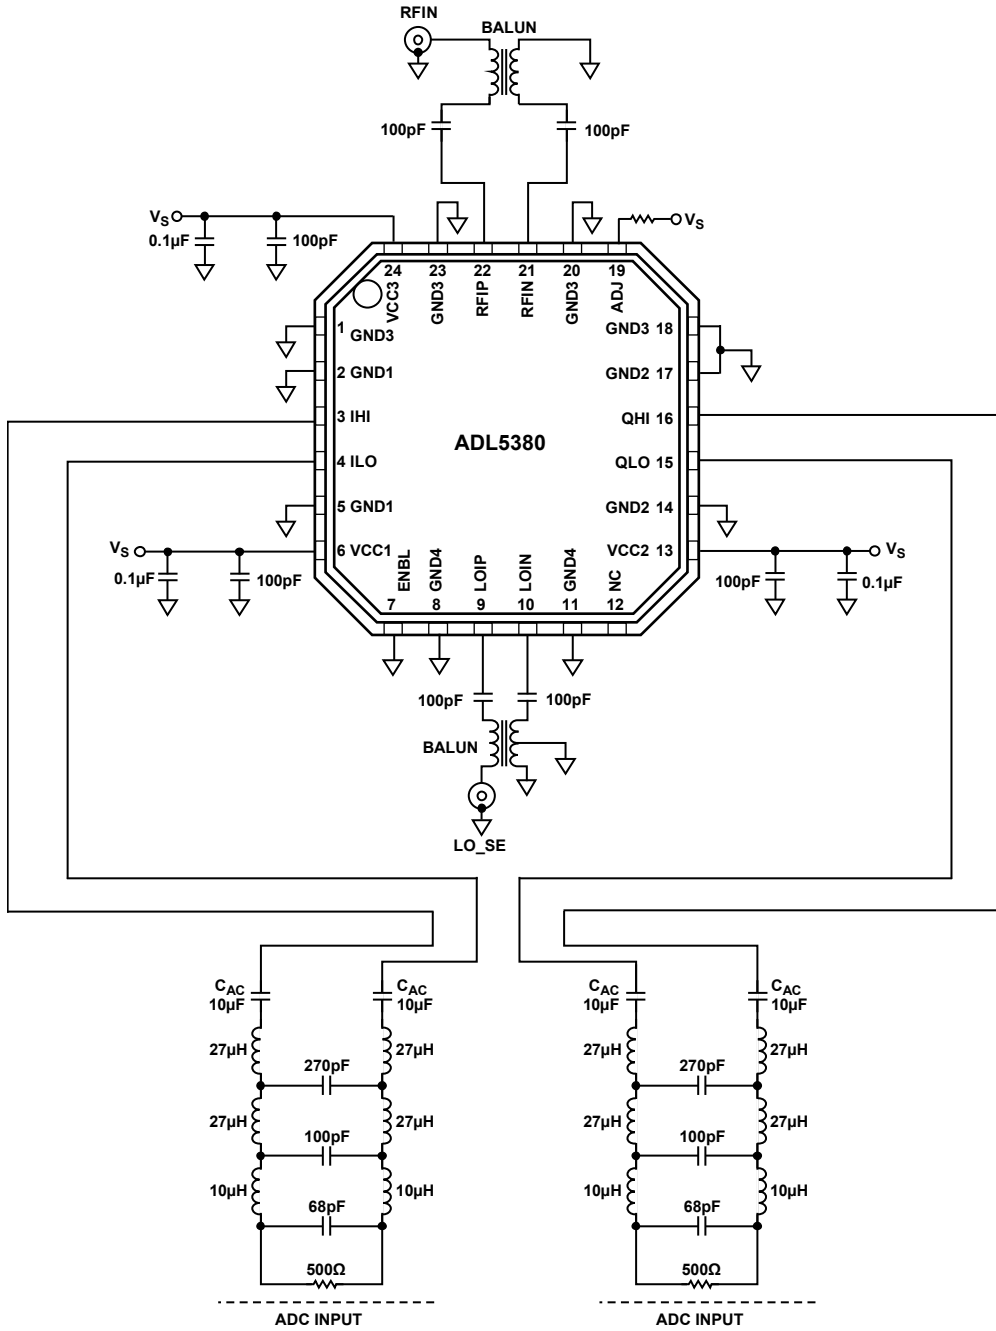 RFIN
BALUN
100pF
100pF
VS
0.1µF
100pF
VS
24
23
22
21
20
19
VCC3
GND3
RFIP
RFIN
GND3
ADJ
1 GND3
GND3 18
2 GND1
GND2 17
3 IHI
QHI 16
ADL5380
4 ILO
QLO 15
5 GND1
GND2 14
VS
6 VCC1
VCC2 13
VS
0.1µF
100pF
100pF
0.1µF
ENBL
GND4
LOIP
LOIN
GND4
NC
7
8
9
10
11
12
100pF
100pF
BALUN
LO_SE
CAC
10µF
CAC
10µF
CAC
10µF
CAC
10µF
27µH
270pF
27µH
27µH
270pF
27µH
27µH
100pF
27µH
27µH
100pF
27µH
10µH
68pF
10µH
10µH
68pF
10µH
500Ω
500Ω
ADC INPUT
ADC INPUT